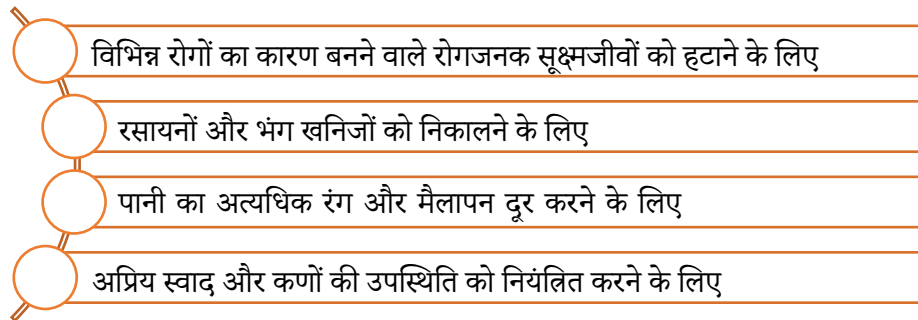 विभिन्न रोगों का कारण बनने वाले रोगजनक सूक्ष्मजीवों को हटाने के लिए
रसायनों और भंग खनिजों को निकालने के लिए
पानी का अत्यधिक रंग और मैलापन दूर करने के लिए
अप्रिय स्वाद और कणों की उपस्थिति को नियंत्रित करने के लिए